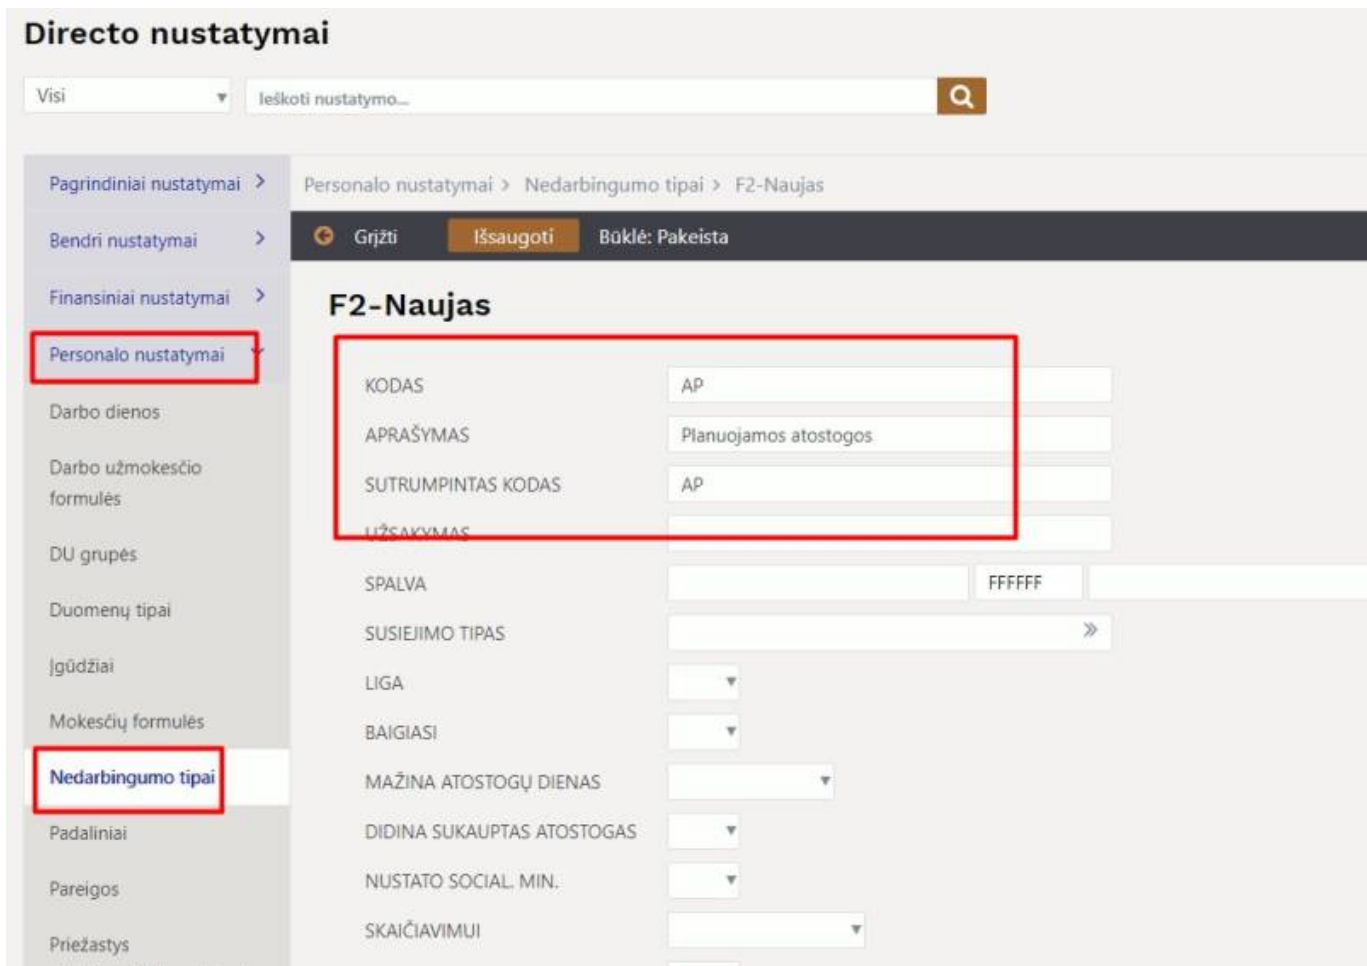 Directo nustatymai
Visi
Ieškoti nustatymo...
Pagrindiniai nustatymai
Personalo nustatymai > Nedarbingumo tipai > F2-Naujas
Bendri nustatymai
Grįžti Išsaugoti Būklė: Pakeista
Finansiniai nustatymai
F2-Naujas
Personalo nustatymai
KODAS AP
Darbo dienos
APRAŠYMAS Planuojamos atostogos
Darbo užmokesčio
formulės
SUTRUMPINTAS KODAS AP
UŽSAKYMAS
DU grupės
SPALVA FFFFFF
Duomenų tipai
SUSIEJIMO TIPAS
Įgūdžiai
LIGA
Mokesčių formulės
BAIGIASI
Nedarbingumo tipai
MAŽINA ATOSTOGŲ DIENAS
Padaliniai
DIDINA SUKAUPTAS ATOSTOGAS
Pareigos
NUSTATO SOCIAL. MIN.
SKAIČIAVIMUI
Priežastys